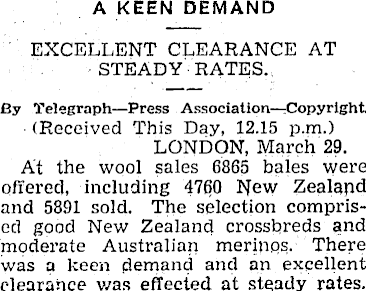 A KEEN DEMAND
EXCELLENT CLEARANCE AT
STEADY RATES.
By Telegraph—Press Association—Copyright.
(Received This Day, 12.15 p.m.)
LONDON, March 29.
At the wool sales 6865 bales were
offered, including 4760 New Zealand
and 5891 sold. The selection compris-
ed good New Zealand crossbreds and
moderate Australian merinos. There
was a keen demand and an excellent
clearance was effected at steady rates.